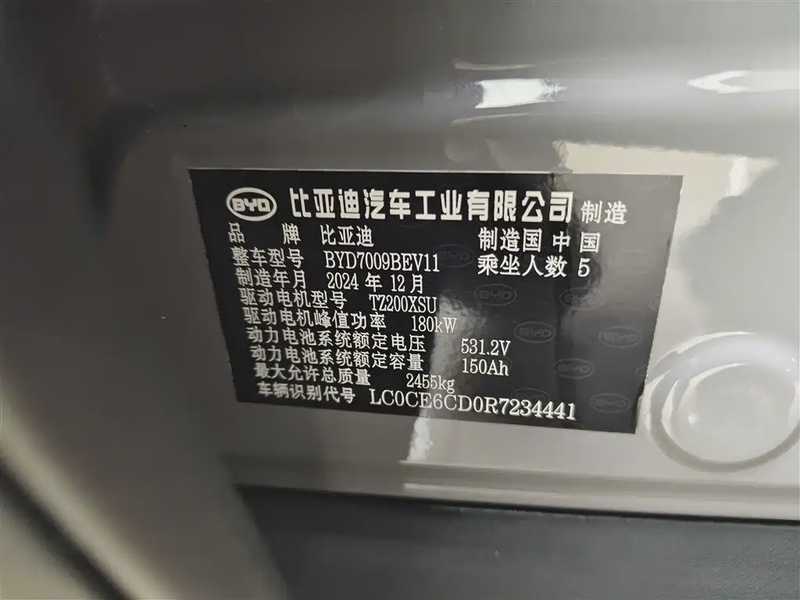 BYD 比亚迪汽车工业有限公司 制造
品牌 比亚迪 制造国 中国
整车型号 BYD7009BEV11 乘坐人数 5
制造年月 2024 年 12 月
驱动电机型号 TZ200XSU
驱动电机峰值功率 180kW
动力电池系统额定电压 531.2V
动力电池系统额定容量 150Ah
最大允许总质量 2455kg
车辆识别代号 LC0CE6CD0R7234441